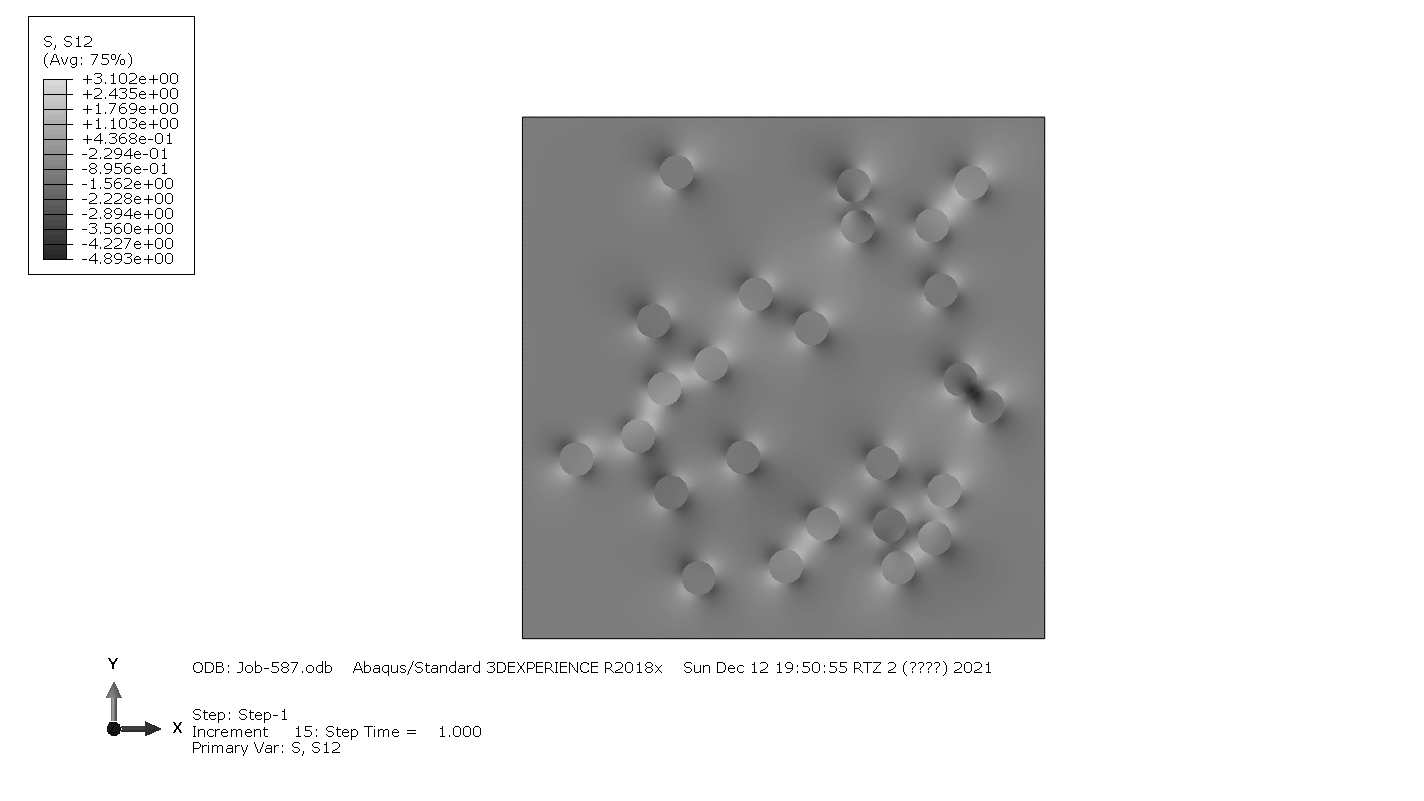 S, S12
(Avg: 75%)
+3.102e+00
+2.435e+00
+1.769e+00
+1.103e+00
+4.368e-01
-2.294e-01
-8.956e-01
-1.562e+00
-2.228e+00
-2.894e+00
-3.560e+00
-4.227e+00
-4.893e+00
Y
X
ODB: Job-587.odb Abaqus/Standard 3DEXPERIENCE R2018x Sun Dec 12 19:50:55 RTZ 2 (????) 2021
Step: Step-1
Increment 15: Step Time = 1.000
Primary Var: S, S12